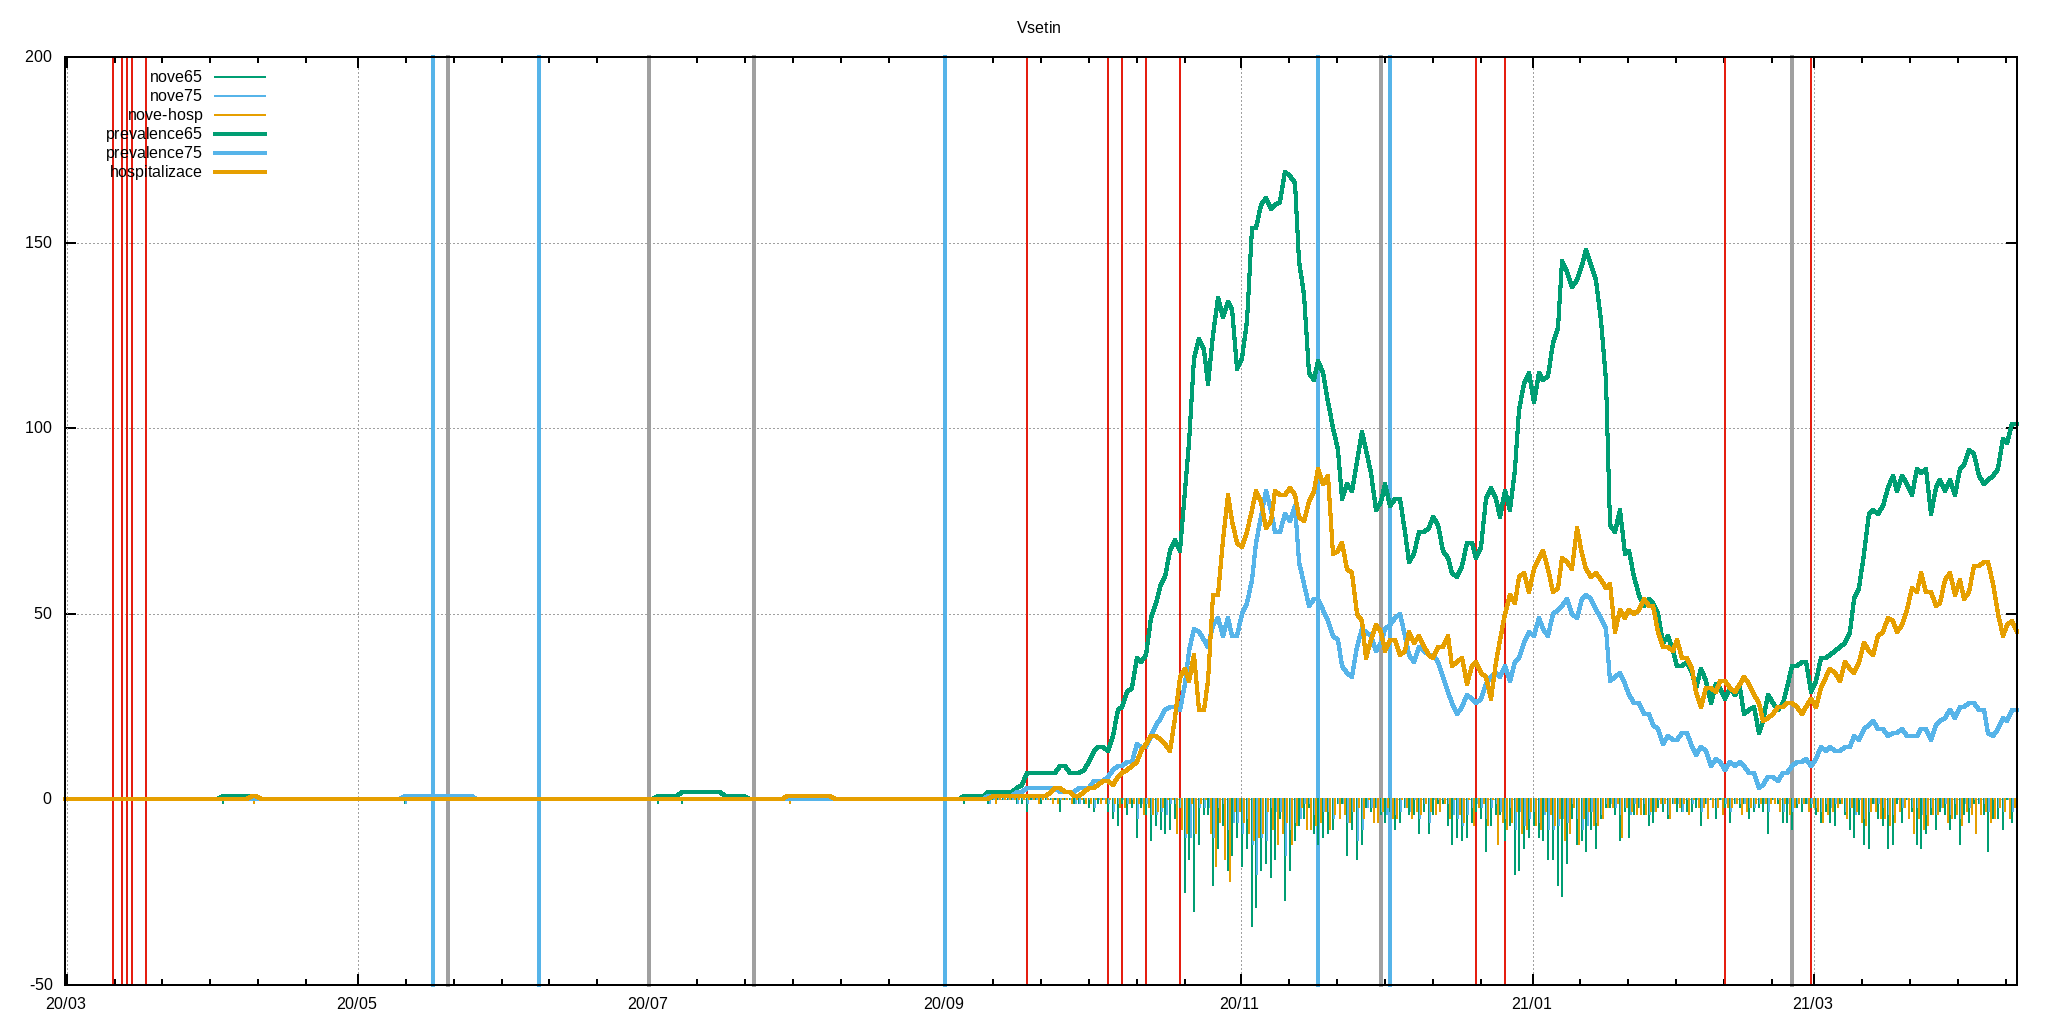 Vsetin
200
nove65
nove75
nove-hosp
prevalence65
prevalence75
hospitalizace
150
100
50
0
-50
20/03 20/05 20/07 20/09 20/11 21/01 21/03